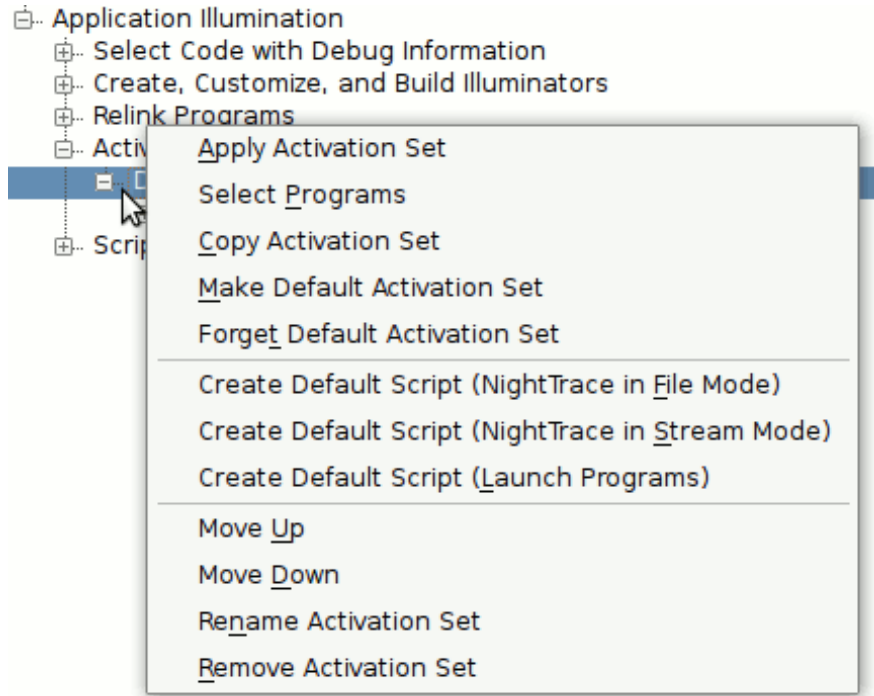 Application Illumination
Select Code with Debug Information
Create, Customize, and Build Illuminators
Relink Programs
Activ
Apply Activation Set
Select Programs
Copy Activation Set
Scrip
Make Default Activation Set
Forget Default Activation Set
Create Default Script (NightTrace in File Mode)
Create Default Script (NightTrace in Stream Mode)
Create Default Script (Launch Programs)
Move Up
Move Down
Rename Activation Set
Remove Activation Set